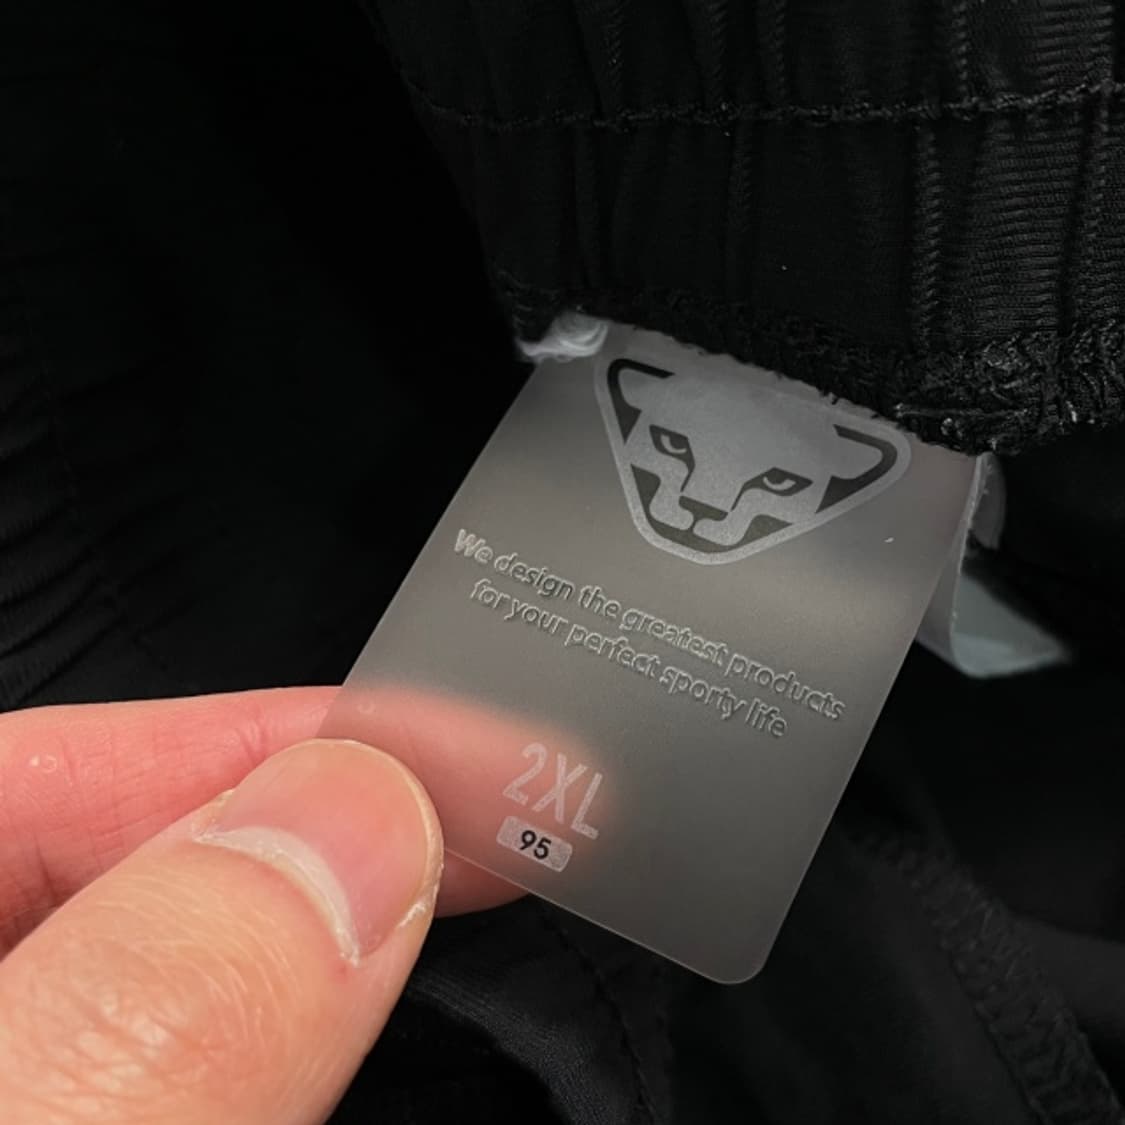 We design the greatest products
for your perfect sporty life
2XL
95